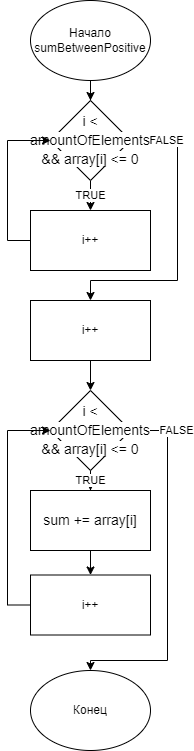 Начало
sumBetweenPositive
i <
amountOfElements
&& array[i] <= 0
FALSE
TRUE
i++
i++
i <
amountOfElements
&& array[i] <= 0
FALSE
TRUE
sum += array[i]
i++
Конец